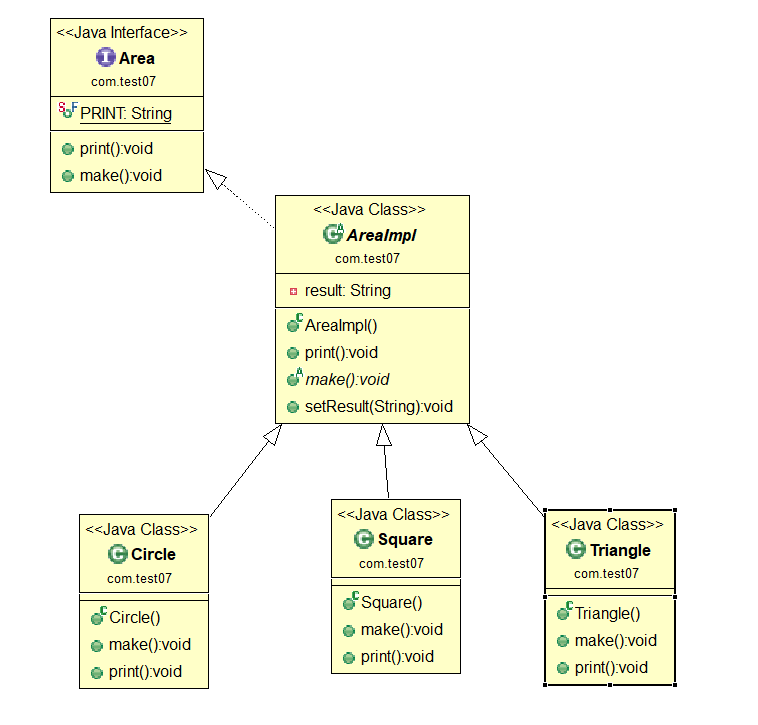 <<Java Interface>>
Area
com.test07
PRINT: String
print():void
make():void
<<Java Class>>
AreaImpl
com.test07
result: String
AreaImpl()
print():void
make():void
setResult(String):void
<<Java Class>>
Circle
com.test07
Circle()
make():void
print():void
<<Java Class>>
Square
com.test07
Square()
make():void
print():void
<<Java Class>>
Triangle
com.test07
Triangle()
make():void
print():void